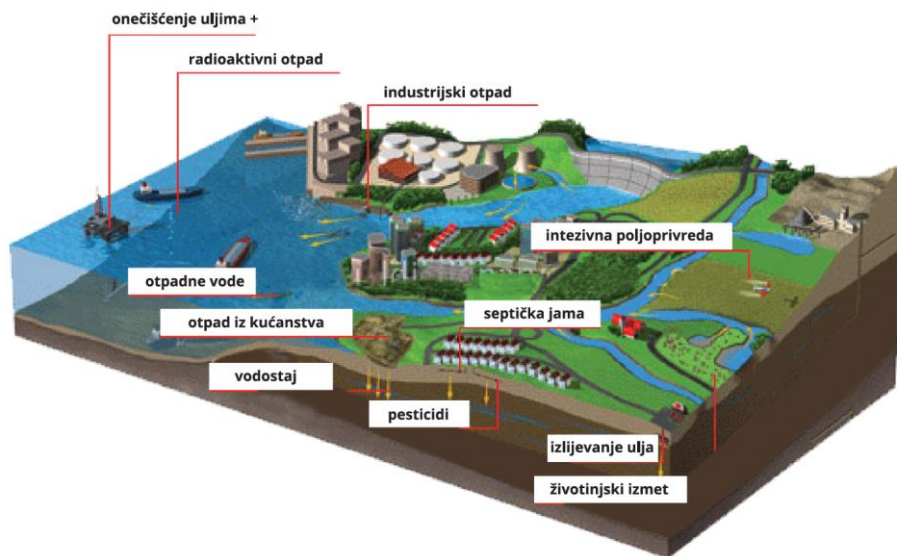 onečišćenje uljima +
radioaktivni otpad
industrijski otpad
intezivna poljoprivreda
otpadne vode
septička jama
otpad iz kućanstva
vodostaj
pesticidi
izlijevanje ulja
životinjski izmet